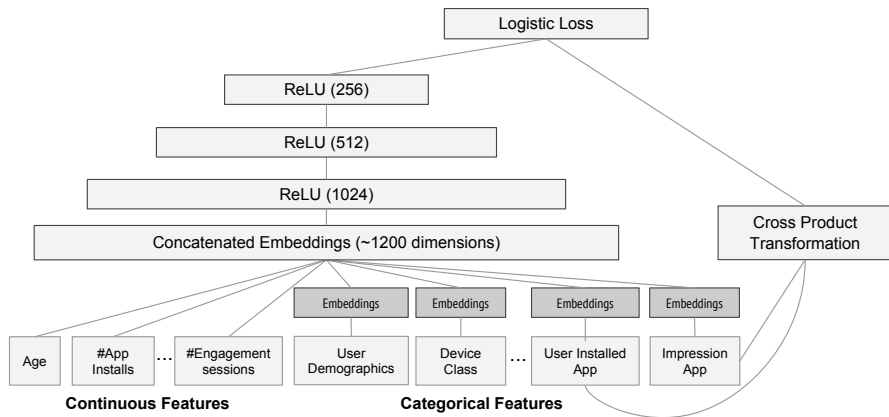 Logistic Loss
ReLU (256)
ReLU (512)
ReLU (1024)
Concatenated Embeddings (~1200 dimensions)
Cross Product
Transformation
Embeddings
Embeddings
Embeddings
Embeddings
Age
#App
Installs
...
#Engagement
sessions
User
Demographics
Device
Class
...
User Installed
App
Impression
App
Continuous Features
Categorical Features